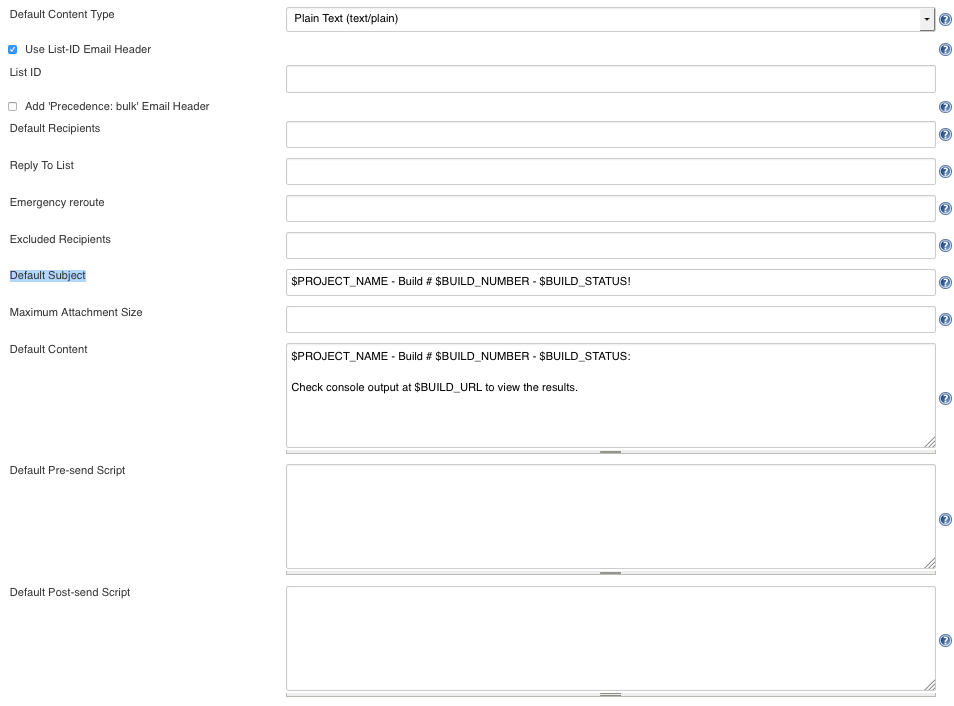 Default Content Type
Plain Text (text/plain)
Use List-ID Email Header
List ID
Add 'Precedence: bulk' Email Header
Default Recipients
Reply To List
Emergency reroute
Excluded Recipients
Default Subject
$PROJECT_NAME - Build # $BUILD_NUMBER - $BUILD_STATUS!
Maximum Attachment Size
Default Content
$PROJECT_NAME - Build # $BUILD_NUMBER - $BUILD_STATUS:
Check console output at $BUILD_URL to view the results.
Default Pre-send Script
Default Post-send Script